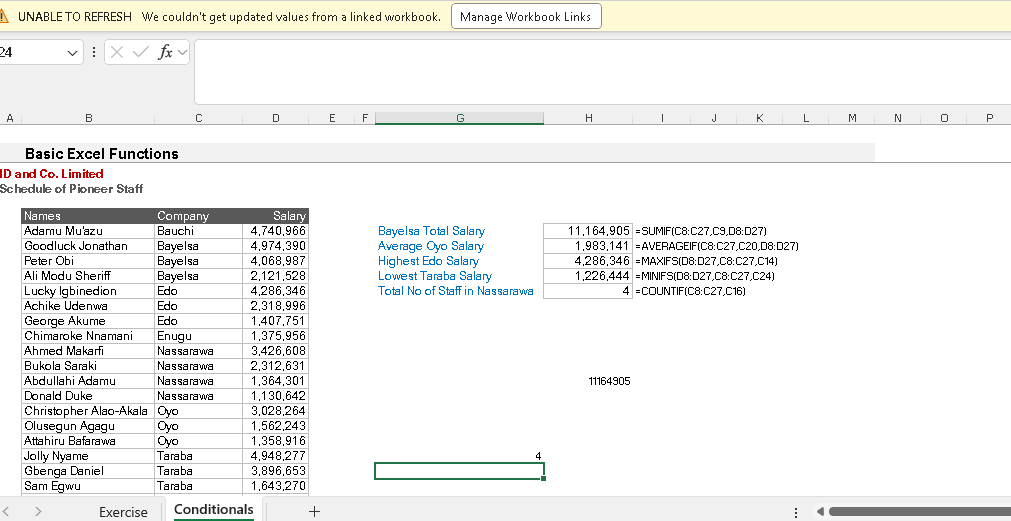 UNABLE TO REFRESH We couldn't get updated values from a linked workbook. Manage Workbook Links
24 fx
A B C D E F G H I J K L M N O P
Basic Excel Functions
ID and Co. Limited
Schedule of Pioneer Staff
Names Company Salary
Adamu Mu'azu Bauchi 4,740,966 Bayelsa Total Salary 11,164,905 =SUMIF(C8:C27,C9,D8:D27)
Goodluck Jonathan Bayelsa 4,974,390 Average Oyo Salary 1,983,141 =AVERAGEIF(C8:C27,C20,D8:D27)
Peter Obi Bayelsa 4,068,987 Highest Edo Salary 4,286,346 =MAXIFS(D8:D27,C8:C27,C14)
Ali Modu Sheriff Bayelsa 2,121,528 Lowest Taraba Salary 1,226,444 =MINIFS(D8:D27,C8:C27,C24)
Lucky Igbinedion Edo 4,286,346 Total No of Staff in Nassarawa 4 =COUNTIF(C8:C27,C16)
Achike Udenwa Edo 2,318,996
George Akume Edo 1,407,751
Chimaroke Nnamani Enugu 1,375,956
Ahmed Makarfi Nassarawa 3,426,608
Bukola Saraki Nassarawa 2,312,631
Abdullahi Adamu Nassarawa 1,364,301 11164905
Donald Duke Nassarawa 1,130,642
Christopher Alao-Akala Oyo 3,028,264
Olusegun Agagu Oyo 1,562,243
Attahiru Bafarawa Oyo 1,358,916
Jolly Nyame Taraba 4,948,277 4
Gbenga Daniel Taraba 3,896,653
Sam Egwu Taraba 1,643,270
Exercise Conditionals +